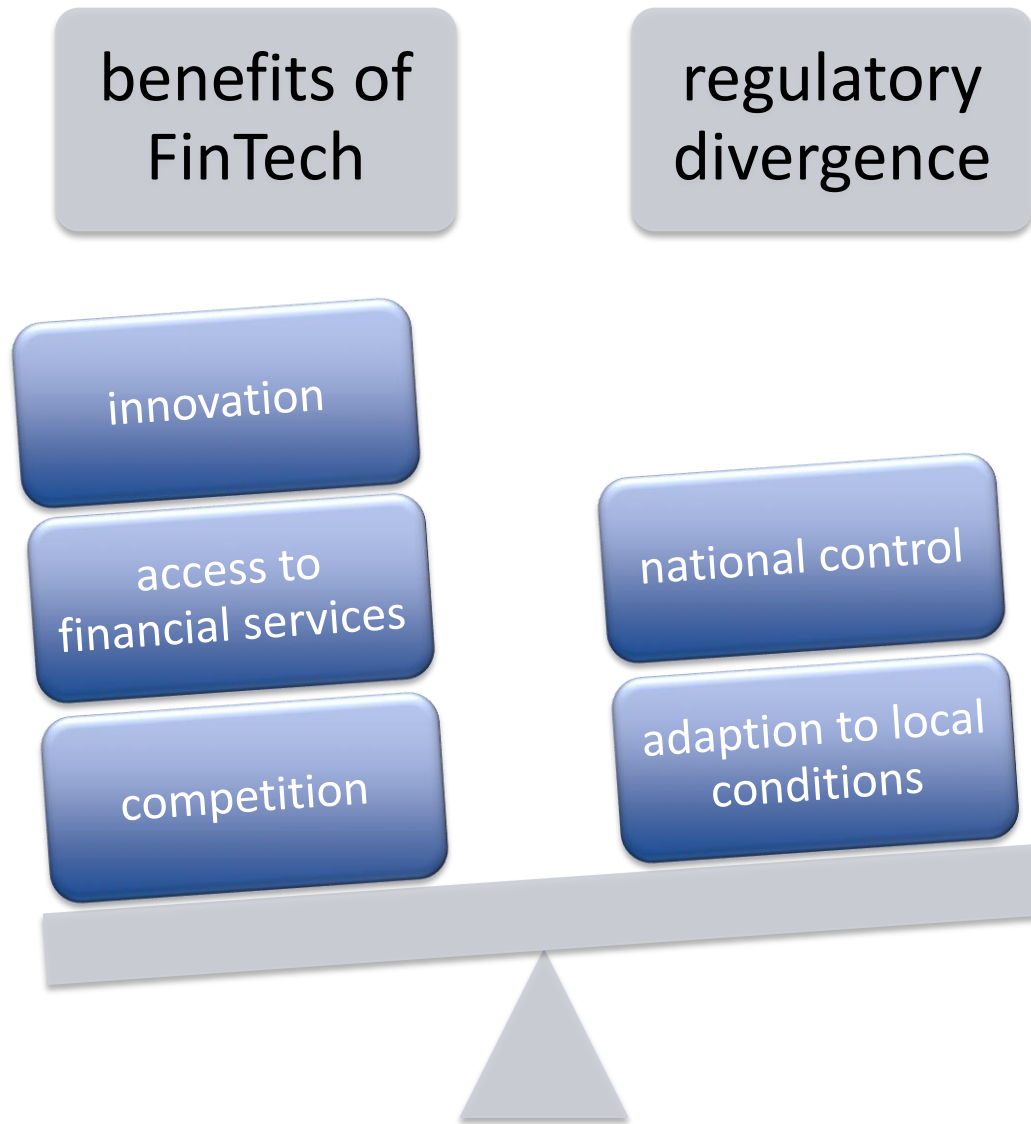 benefits of
FinTech
regulatory
divergence
innovation
access to
financial services
competition
national control
adaption to local
conditions